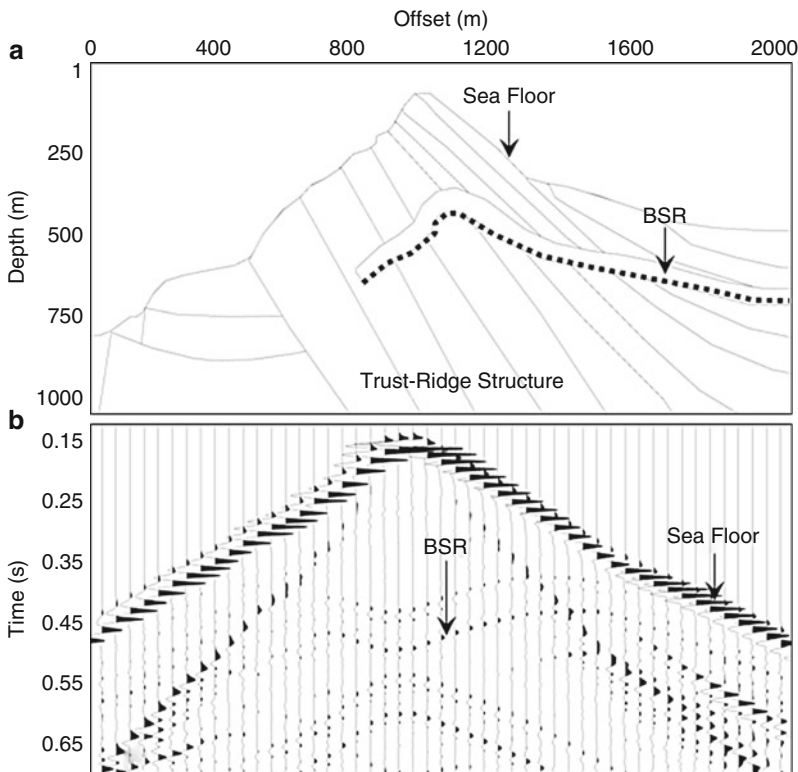 Offset (m)
a
0 400 800 1200 1600 2000
1
Sea Floor
250
BSR
500
Depth (m)
750
Trust-Ridge Structure
1000
b
0.15
0.25
BSR
Sea Floor
0.35
Time (s)
0.45
0.55
0.65